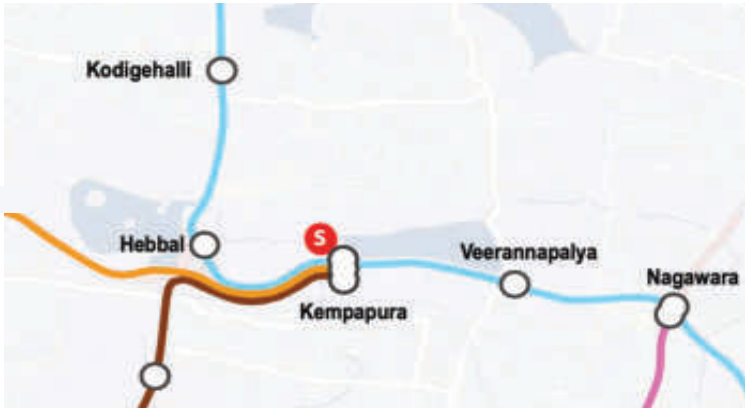 Kodigehalli
Hebbal
S
Veerannapalya
Nagawara
Kempapura